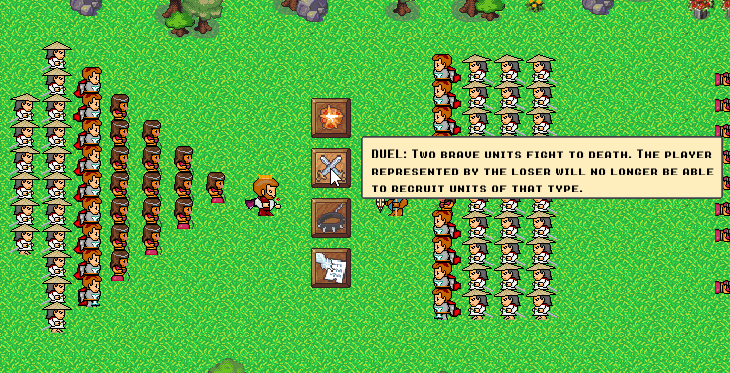 DUEL: Two brave units fight to death. The player
represented by the loser will no longer be able
to recruit units of that type.